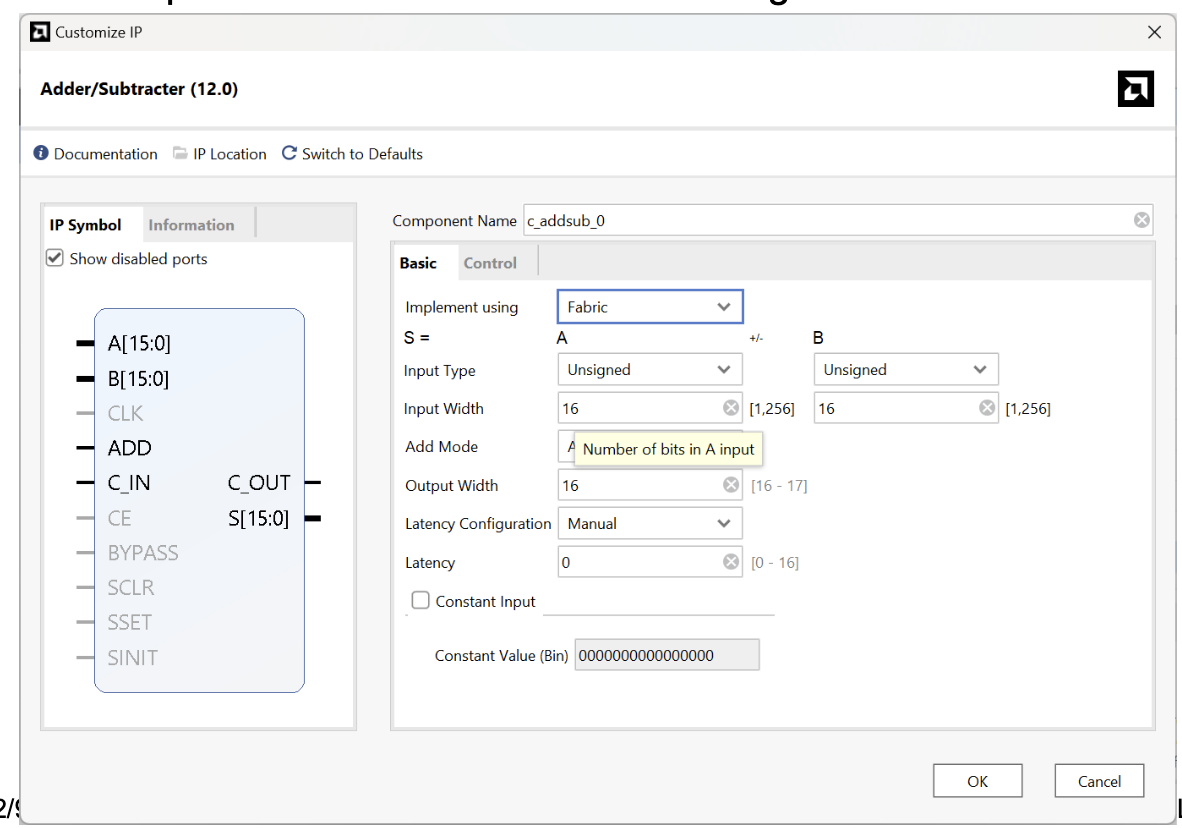 Customize IP
Adder/Subtracter (12.0)
Documentation IP Location Switch to Defaults
IP Symbol Information
Show disabled ports
A[15:0]
B[15:0]
CLK
ADD
C_IN C_OUT
CE S[15:0]
BYPASS
SCLR
SSET
SINIT
Component Name c_addsub_0
Basic Control
Implement using Fabric
S = A +/- B
Input Type Unsigned Unsigned
Input Width 16 [1,256] 16 [1,256]
Add Mode
Number of bits in A input
Output Width 16 [16 - 17]
Latency Configuration Manual
Latency 0 [0 - 16]
Constant Input
Constant Value (Bin) 0000000000000000
OK Cancel